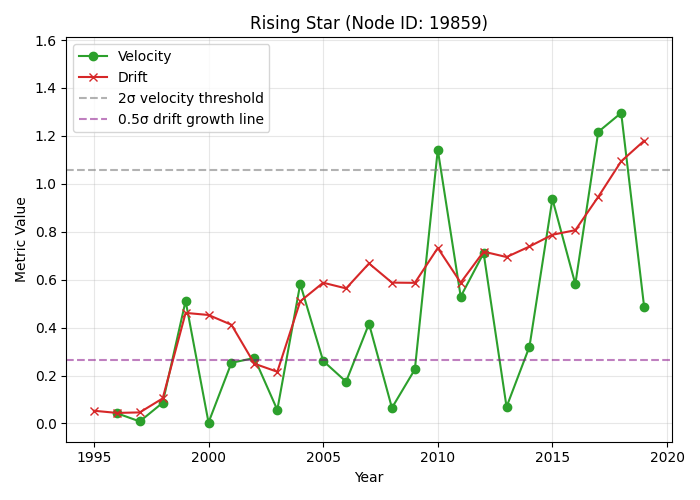 Rising Star (Node ID: 19859)
Velocity
Drift
2σ velocity threshold
0.5σ drift growth line
Metric Value
1.6
1.4
1.2
1.0
0.8
0.6
0.4
0.2
0.0
1995 2000 2005 2010 2015 2020
Year